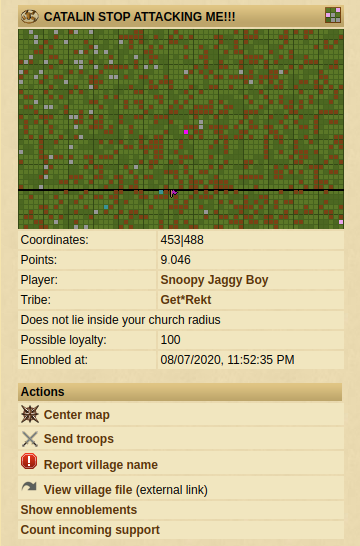 CATALIN STOP ATTACKING ME!!!
Coordinates: 453|488
Points: 9.046
Player: Snoopy Jaggy Boy
Tribe: Get*Rekt
Does not lie inside your church radius
Possible loyalty: 100
Ennobled at: 08/07/2020, 11:52:35 PM
Actions
Center map
Send troops
Report village name
View village file (external link)
Show ennoblements
Count incoming support